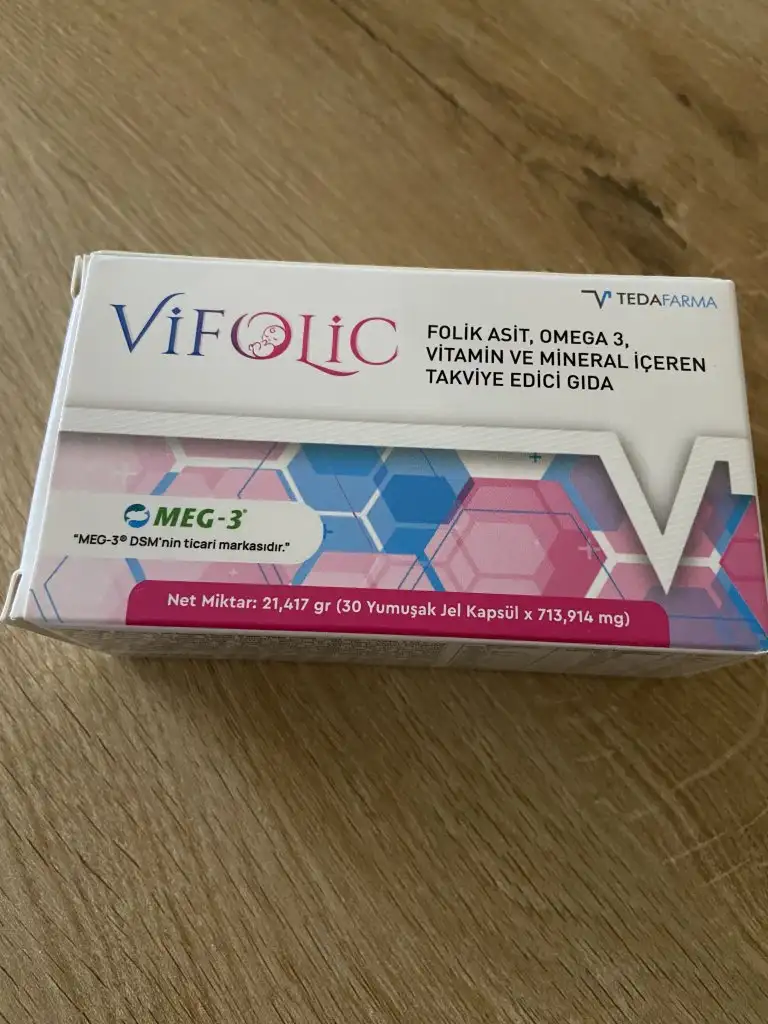 ViFOLiC
TEDAFARMA
FOLİK ASİT, OMEGA 3,
VİTAMİN VE MİNERAL İÇEREN
TAKVİYE EDİCİ GIDA
MEG-3®
"MEG-3® DSM'nin ticari markasıdır."
Net Miktar: 21,417 gr (30 Yumuşak Jel Kapsül x 713,914 mg)